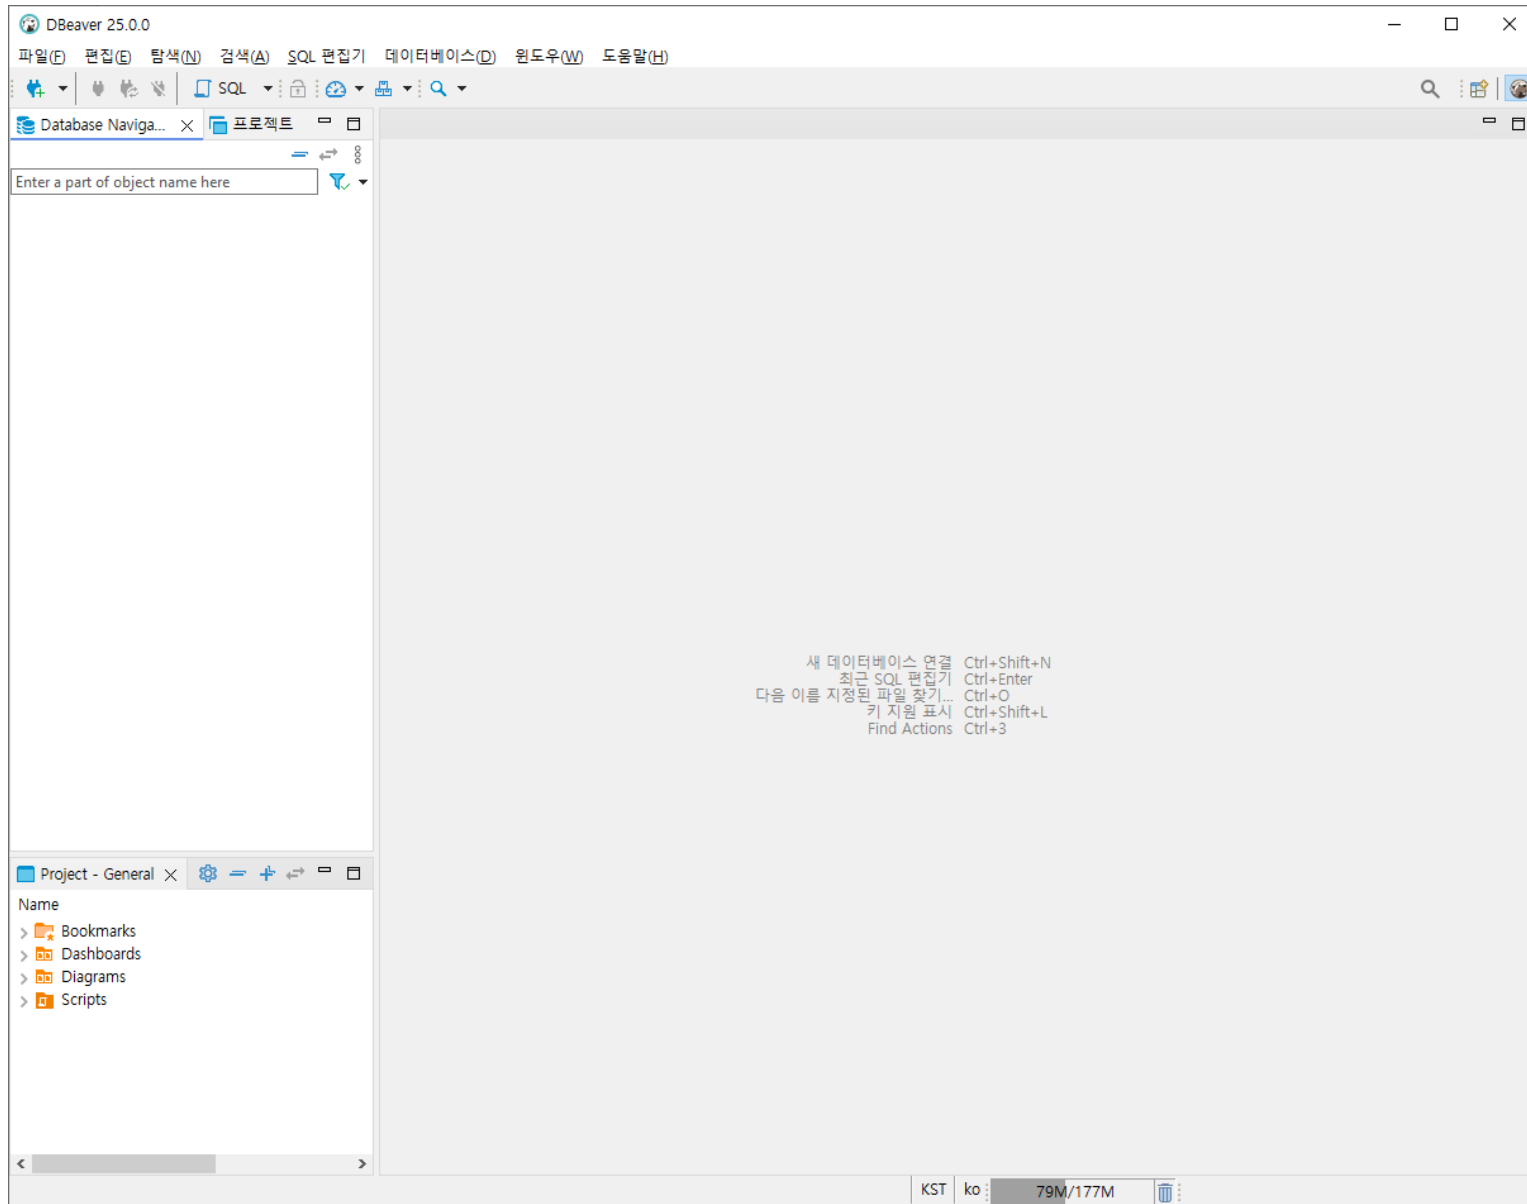 DBeaver 25.0.0
파일(F) 편집(E) 탐색(N) 검색(A) SQL 편집기 데이터베이스(D) 윈도우(W) 도움말(H)
SQL
Database Naviga... 프로젝트
Enter a part of object name here
새 데이터베이스 연결 Ctrl+Shift+N
최근 SQL 편집기 Ctrl+Enter
다음 이름 지정된 파일 찾기... Ctrl+O
키 지원 표시 Ctrl+Shift+L
Find Actions Ctrl+3
Project - General
Name
Bookmarks
Dashboards
Diagrams
Scripts
KST ko 79M/177M